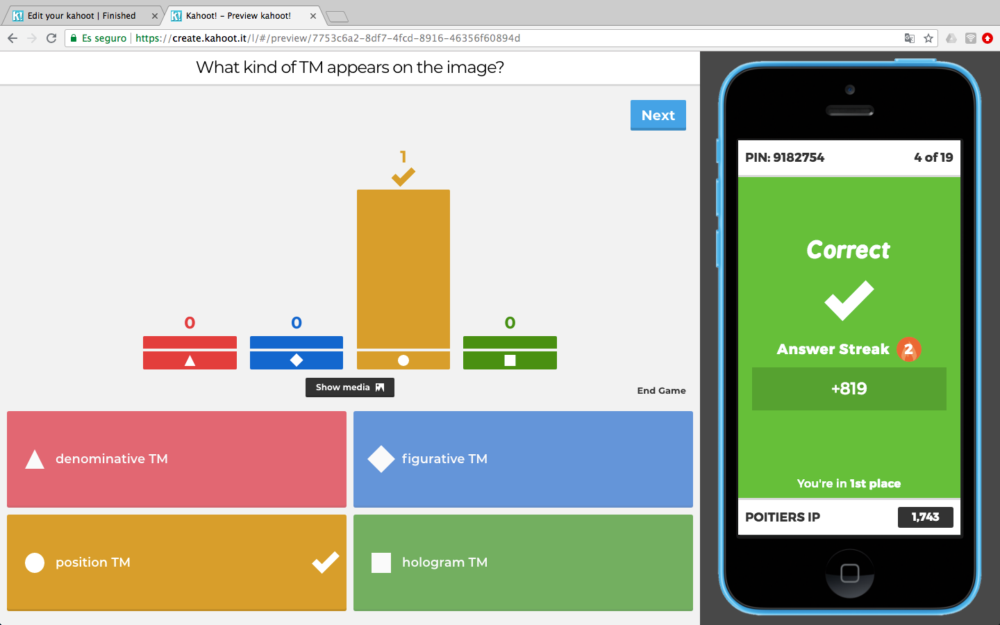 Edit your kahoot | Finished
Kahoot! – Preview kahoot!
Es seguro
https://create.kahoot.it/l/#/preview/7753c6a2-8df7-4fcd-8916-46356f60894d
What kind of TM appears on the image?
Next
1
0
0
0
Show media
End Game
denominative TM
figurative TM
position TM
hologram TM
PIN: 9182754
4 of 19
Correct
Answer Streak 2
+819
You're in 1st place
POITIERS IP
1,743